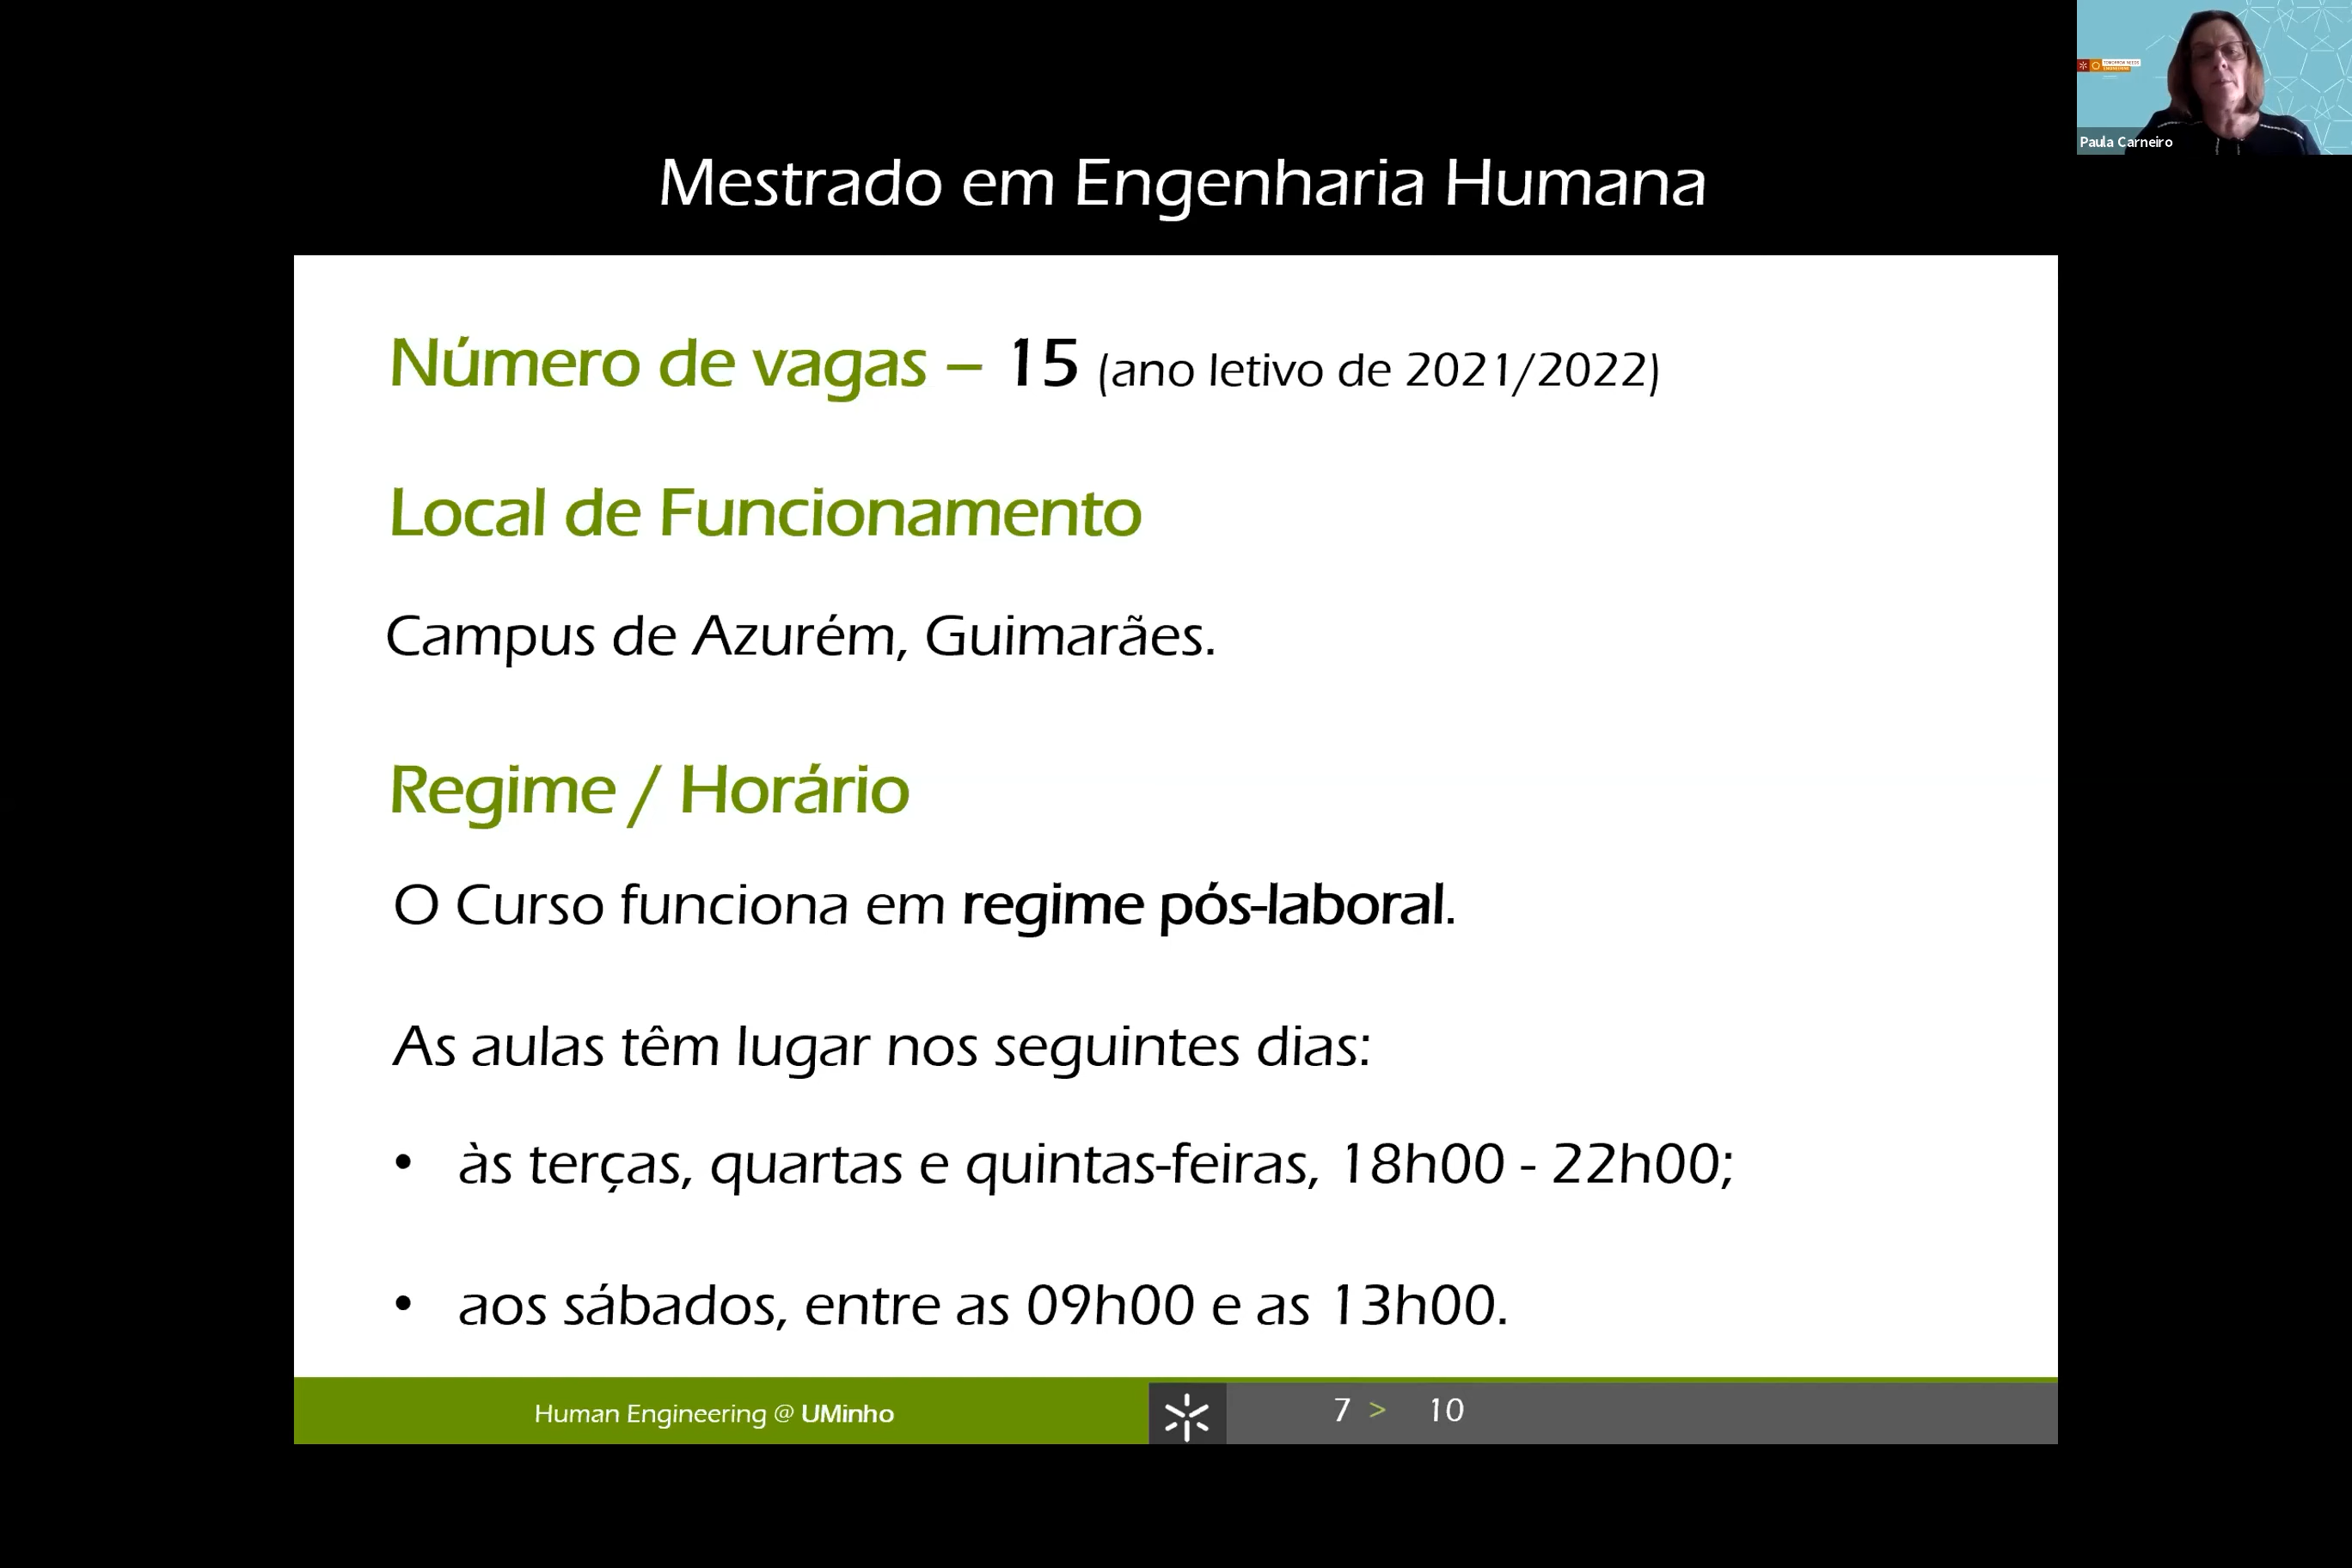 Paula Carneiro
Mestrado em Engenharia Humana
Número de vagas – 15 (ano letivo de 2021/2022)
Local de Funcionamento
Campus de Azurém, Guimarães.
Regime / Horário
O Curso funciona em regime pós-laboral.
As aulas têm lugar nos seguintes dias:
• às terças, quartas e quintas-feiras, 18h00 - 22h00;
• aos sábados, entre as 09h00 e as 13h00.
Human Engineering @ UMinho
7 > 10